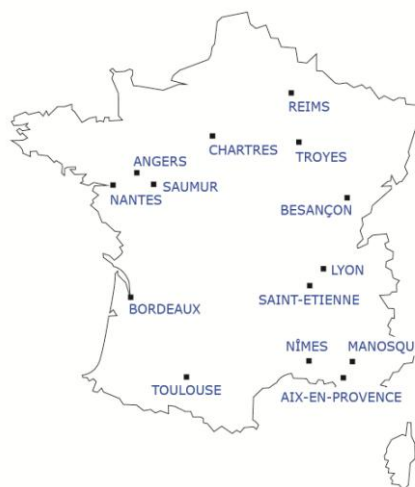 REIMS
CHARTRES
TROYES
ANGERS
SAUMUR
NANTES
BESANÇON
LYON
SAINT-ETIENNE
BORDEAUX
NÎMES
MANOSQU
TOULOUSE
AIX-EN-PROVENCE